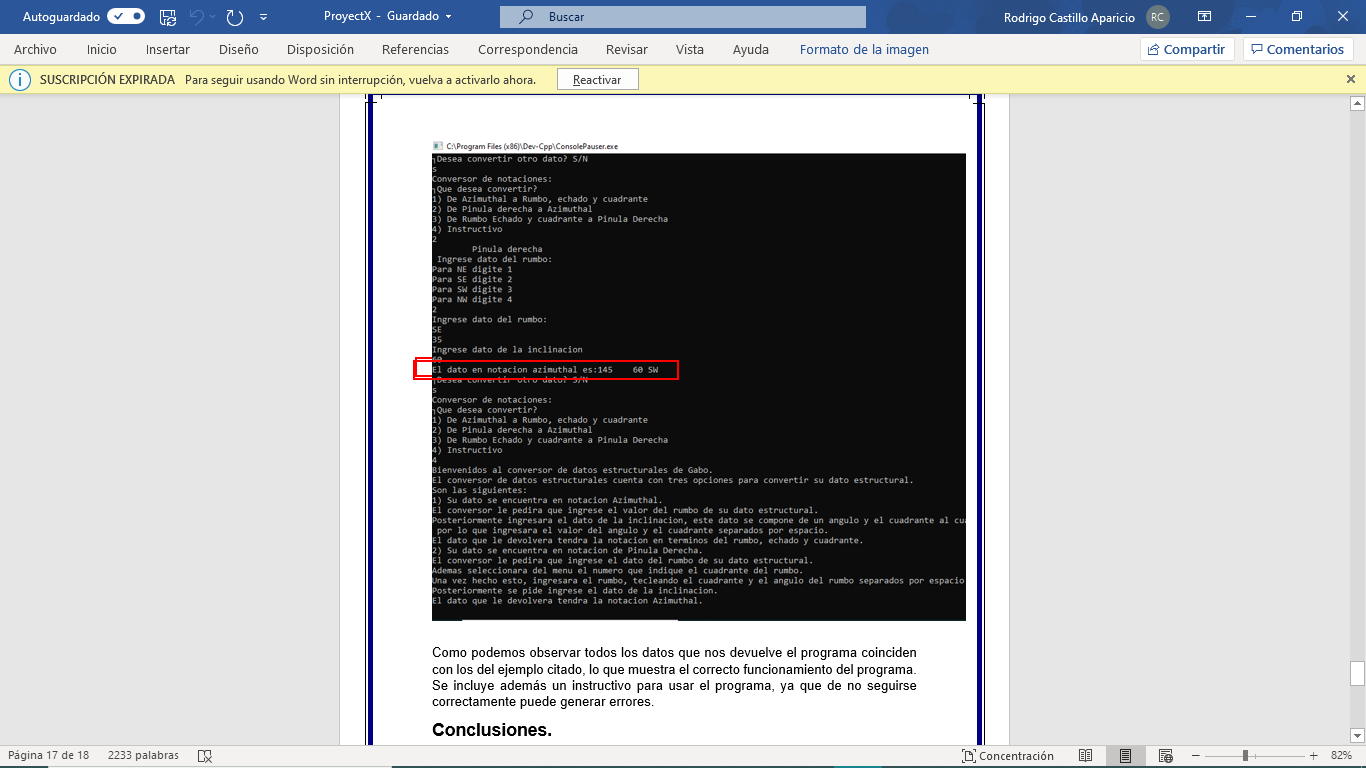 Autoguardado
ProyectX - Guardado
Buscar
Rodrigo Castillo Aparicio
RC
Archivo Inicio Insertar Diseño Disposición Referencias Correspondencia Revisar Vista Ayuda Formato de la imagen Compartir Comentarios
SUSCRIPCIÓN EXPIRADA Para seguir usando Word sin interrupción, vuelva a activarlo ahora. Reactivar
C:\Program Files (x86)\Dev-Cpp\ConsolePauser.exe
┐Desea convertir otro dato? S/N
s
Conversor de notaciones:
┐Que desea convertir?
1) De Azimuthal a Rumbo, echado y cuadrante
2) De Pinula derecha a Azimuthal
3) De Rumbo Echado y cuadrante a Pinula Derecha
4) Instructivo
2
Pinula derecha
Ingrese dato del rumbo:
Para NE digite 1
Para SE digite 2
Para SW digite 3
Para NW digite 4
2
Ingrese dato del rumbo:
SE
35
Ingrese dato de la inclinacion
60
El dato en notacion azimuthal es:145 60 SW
┐Desea convertir otro dato? S/N
s
Conversor de notaciones:
┐Que desea convertir?
1) De Azimuthal a Rumbo, echado y cuadrante
2) De Pinula derecha a Azimuthal
3) De Rumbo Echado y cuadrante a Pinula Derecha
4) Instructivo
4
Bienvenidos al conversor de datos estructurales de Gabo.
El conversor de datos estructurales cuenta con tres opciones para convertir su dato estructural.
Son las siguientes:
1) Su dato se encuentra en notacion Azimuthal.
El conversor le pedira que ingrese el valor del rumbo de su dato estructural.
Posteriormente ingresara el dato de la inclinacion, este dato se compone de un angulo y el cuadrante al cua
por lo que ingresara el valor del angulo y el cuadrante separados por espacio.
El dato que le devolvera tendra la notacion en terminos del rumbo, echado y cuadrante.
2) Su dato se encuentra en notacion de Pinula Derecha.
El conversor le pedira que ingrese el dato del rumbo de su dato estructural.
Ademas seleccionara del menu el numero que indique el cuadrante del rumbo.
Una vez hecho esto, ingresara el rumbo, tecleando el cuadrante y el angulo del rumbo separados por espacio
Posteriormente se pide ingrese el dato de la inclinacion.
El dato que le devolvera tendra la notacion Azimuthal.
Como podemos observar todos los datos que nos devuelve el programa coinciden
con los del ejemplo citado, lo que muestra el correcto funcionamiento del programa.
Se incluye además un instructivo para usar el programa, ya que de no seguirse
correctamente puede generar errores.
Conclusiones.
Página 17 de 18 2233 palabras Concentración 82%